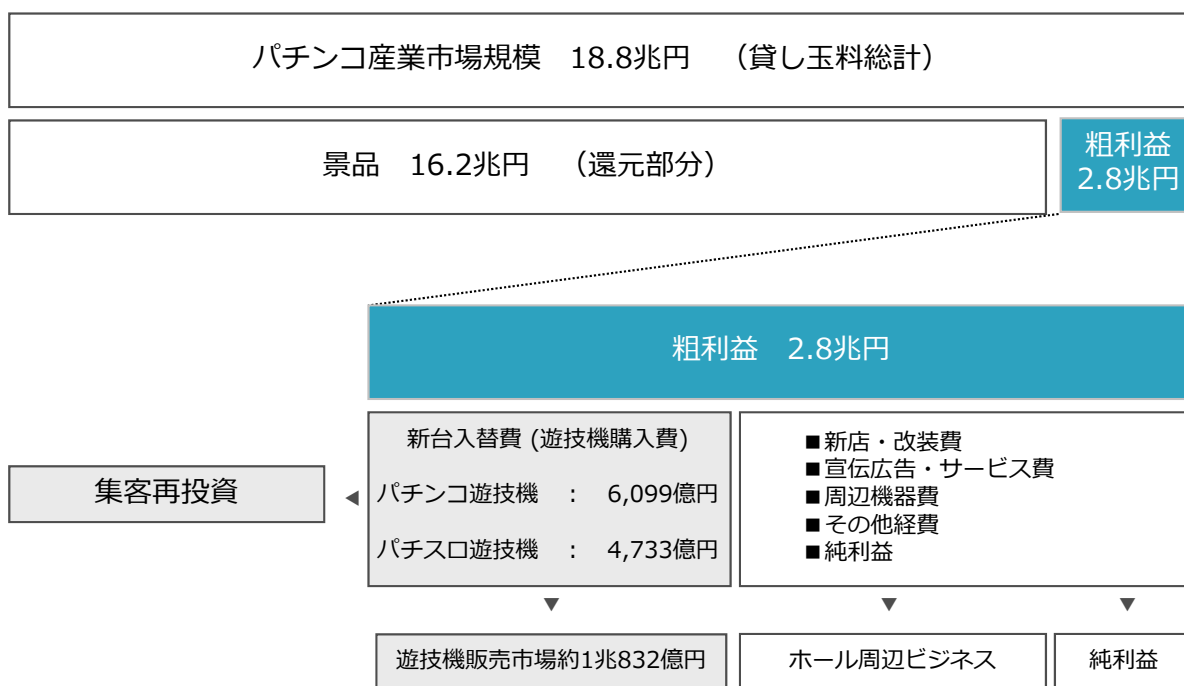 パチンコ産業市場規模　18.8兆円　（貸し玉料総計）
景品　16.2兆円　（還元部分）
粗利益
2.8兆円
粗利益　2.8兆円
新台入替費 (遊技機購入費)
パチンコ遊技機　：　6,099億円
パチスロ遊技機　：　4,733億円
■新店・改装費
■宣伝広告・サービス費
■周辺機器費
■その他経費
■純利益
集客再投資
遊技機販売市場約1兆832億円
ホール周辺ビジネス
純利益